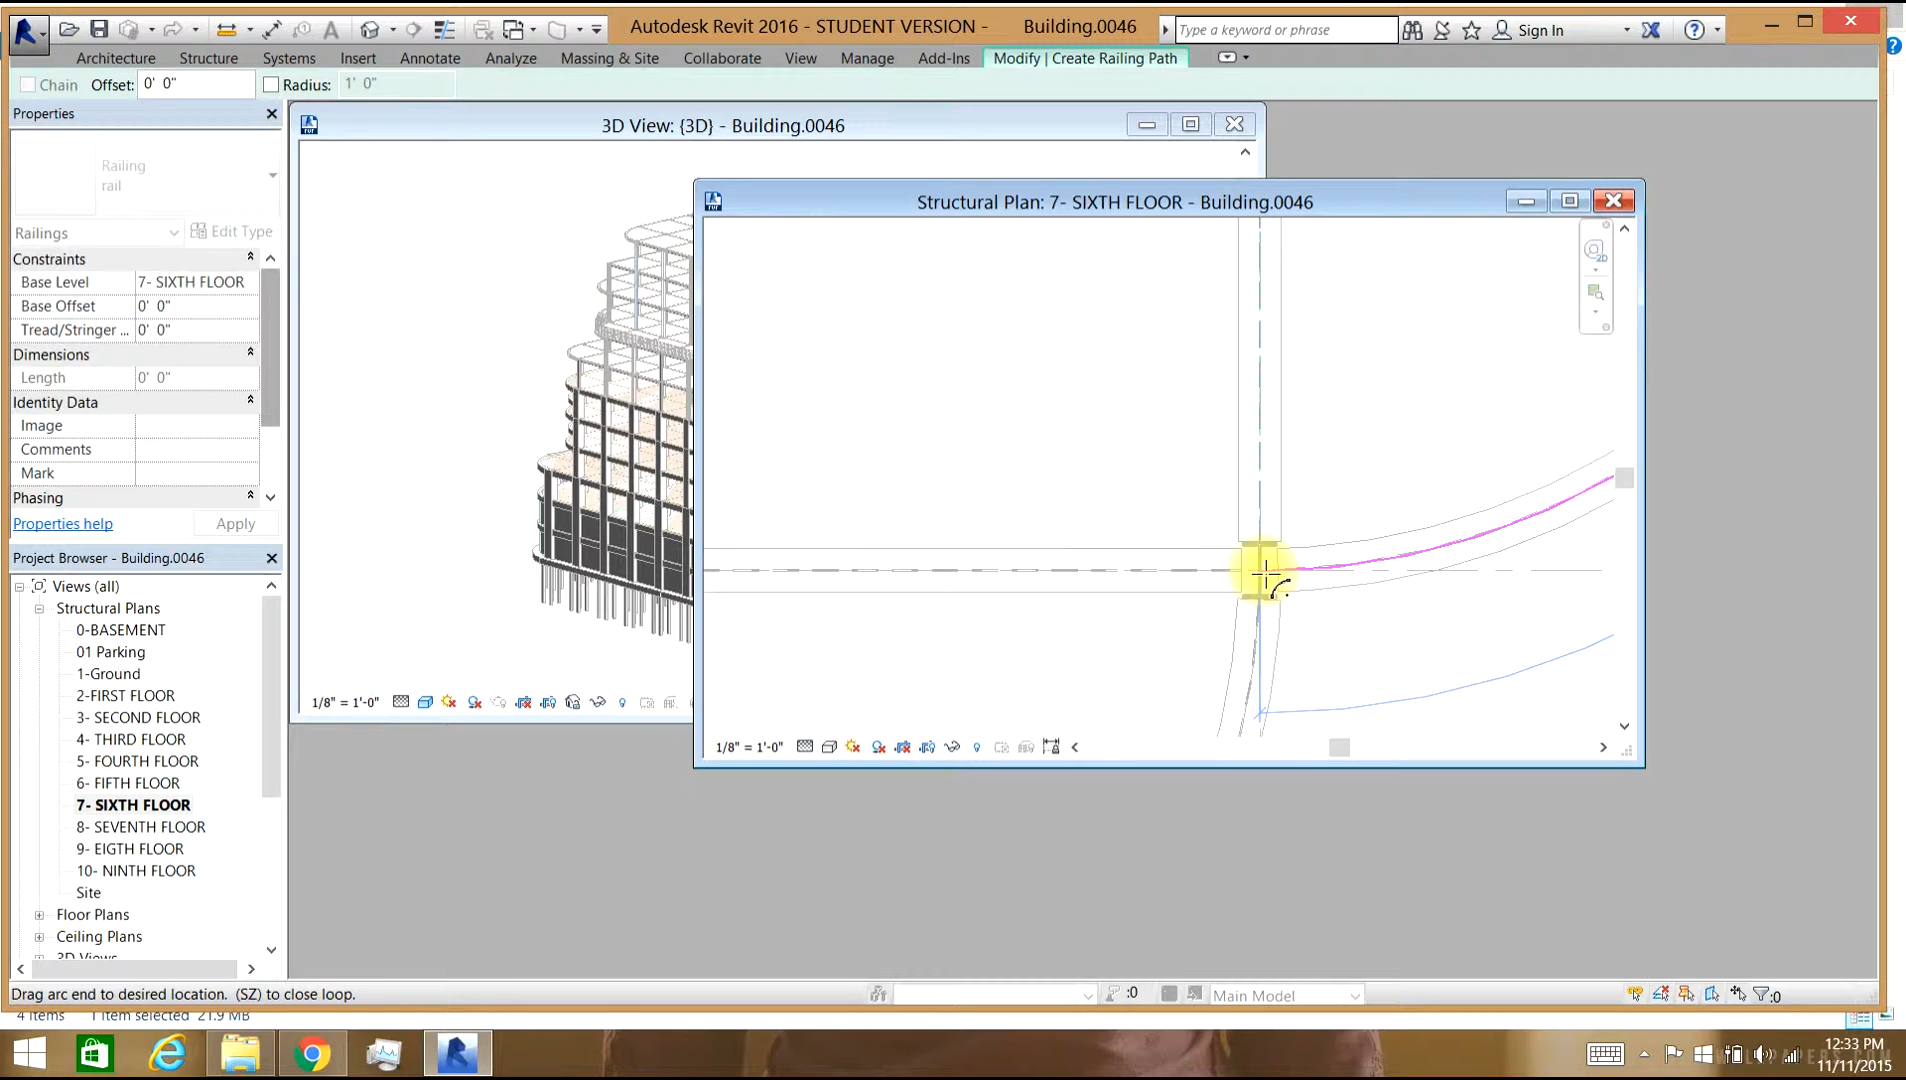 Autodesk Revit 2016 - STUDENT VERSION - Building.0046
Type a keyword or phrase
Sign In
Architecture Structure Systems Insert Annotate Analyze Massing & Site Collaborate View Manage Add-Ins Modify | Create Railing Path
Chain Offset: 0' 0" Radius: 1' 0"
Properties
Railing
rail
Railings Edit Type
Constraints
Base Level 7- SIXTH FLOOR
Base Offset 0' 0"
Tread/Stringer ... 0' 0"
Dimensions
Length 0' 0"
Identity Data
Image
Comments
Mark
Phasing
Properties help Apply
Project Browser - Building.0046
Views (all)
Structural Plans
0-BASEMENT
01 Parking
1-Ground
2-FIRST FLOOR
3- SECOND FLOOR
4- THIRD FLOOR
5- FOURTH FLOOR
6- FIFTH FLOOR
7- SIXTH FLOOR
8- SEVENTH FLOOR
9- EIGTH FLOOR
10- NINTH FLOOR
Site
Floor Plans
Ceiling Plans
3D Views
3D View: {3D} - Building.0046
1/8" = 1'-0"
Structural Plan: 7- SIXTH FLOOR - Building.0046
2D
1/8" = 1'-0"
Drag arc end to desired location. (SZ) to close loop.
:0
Main Model
:0
4 items 1 item selected 21.9 MB
12:33 PM
11/11/2015